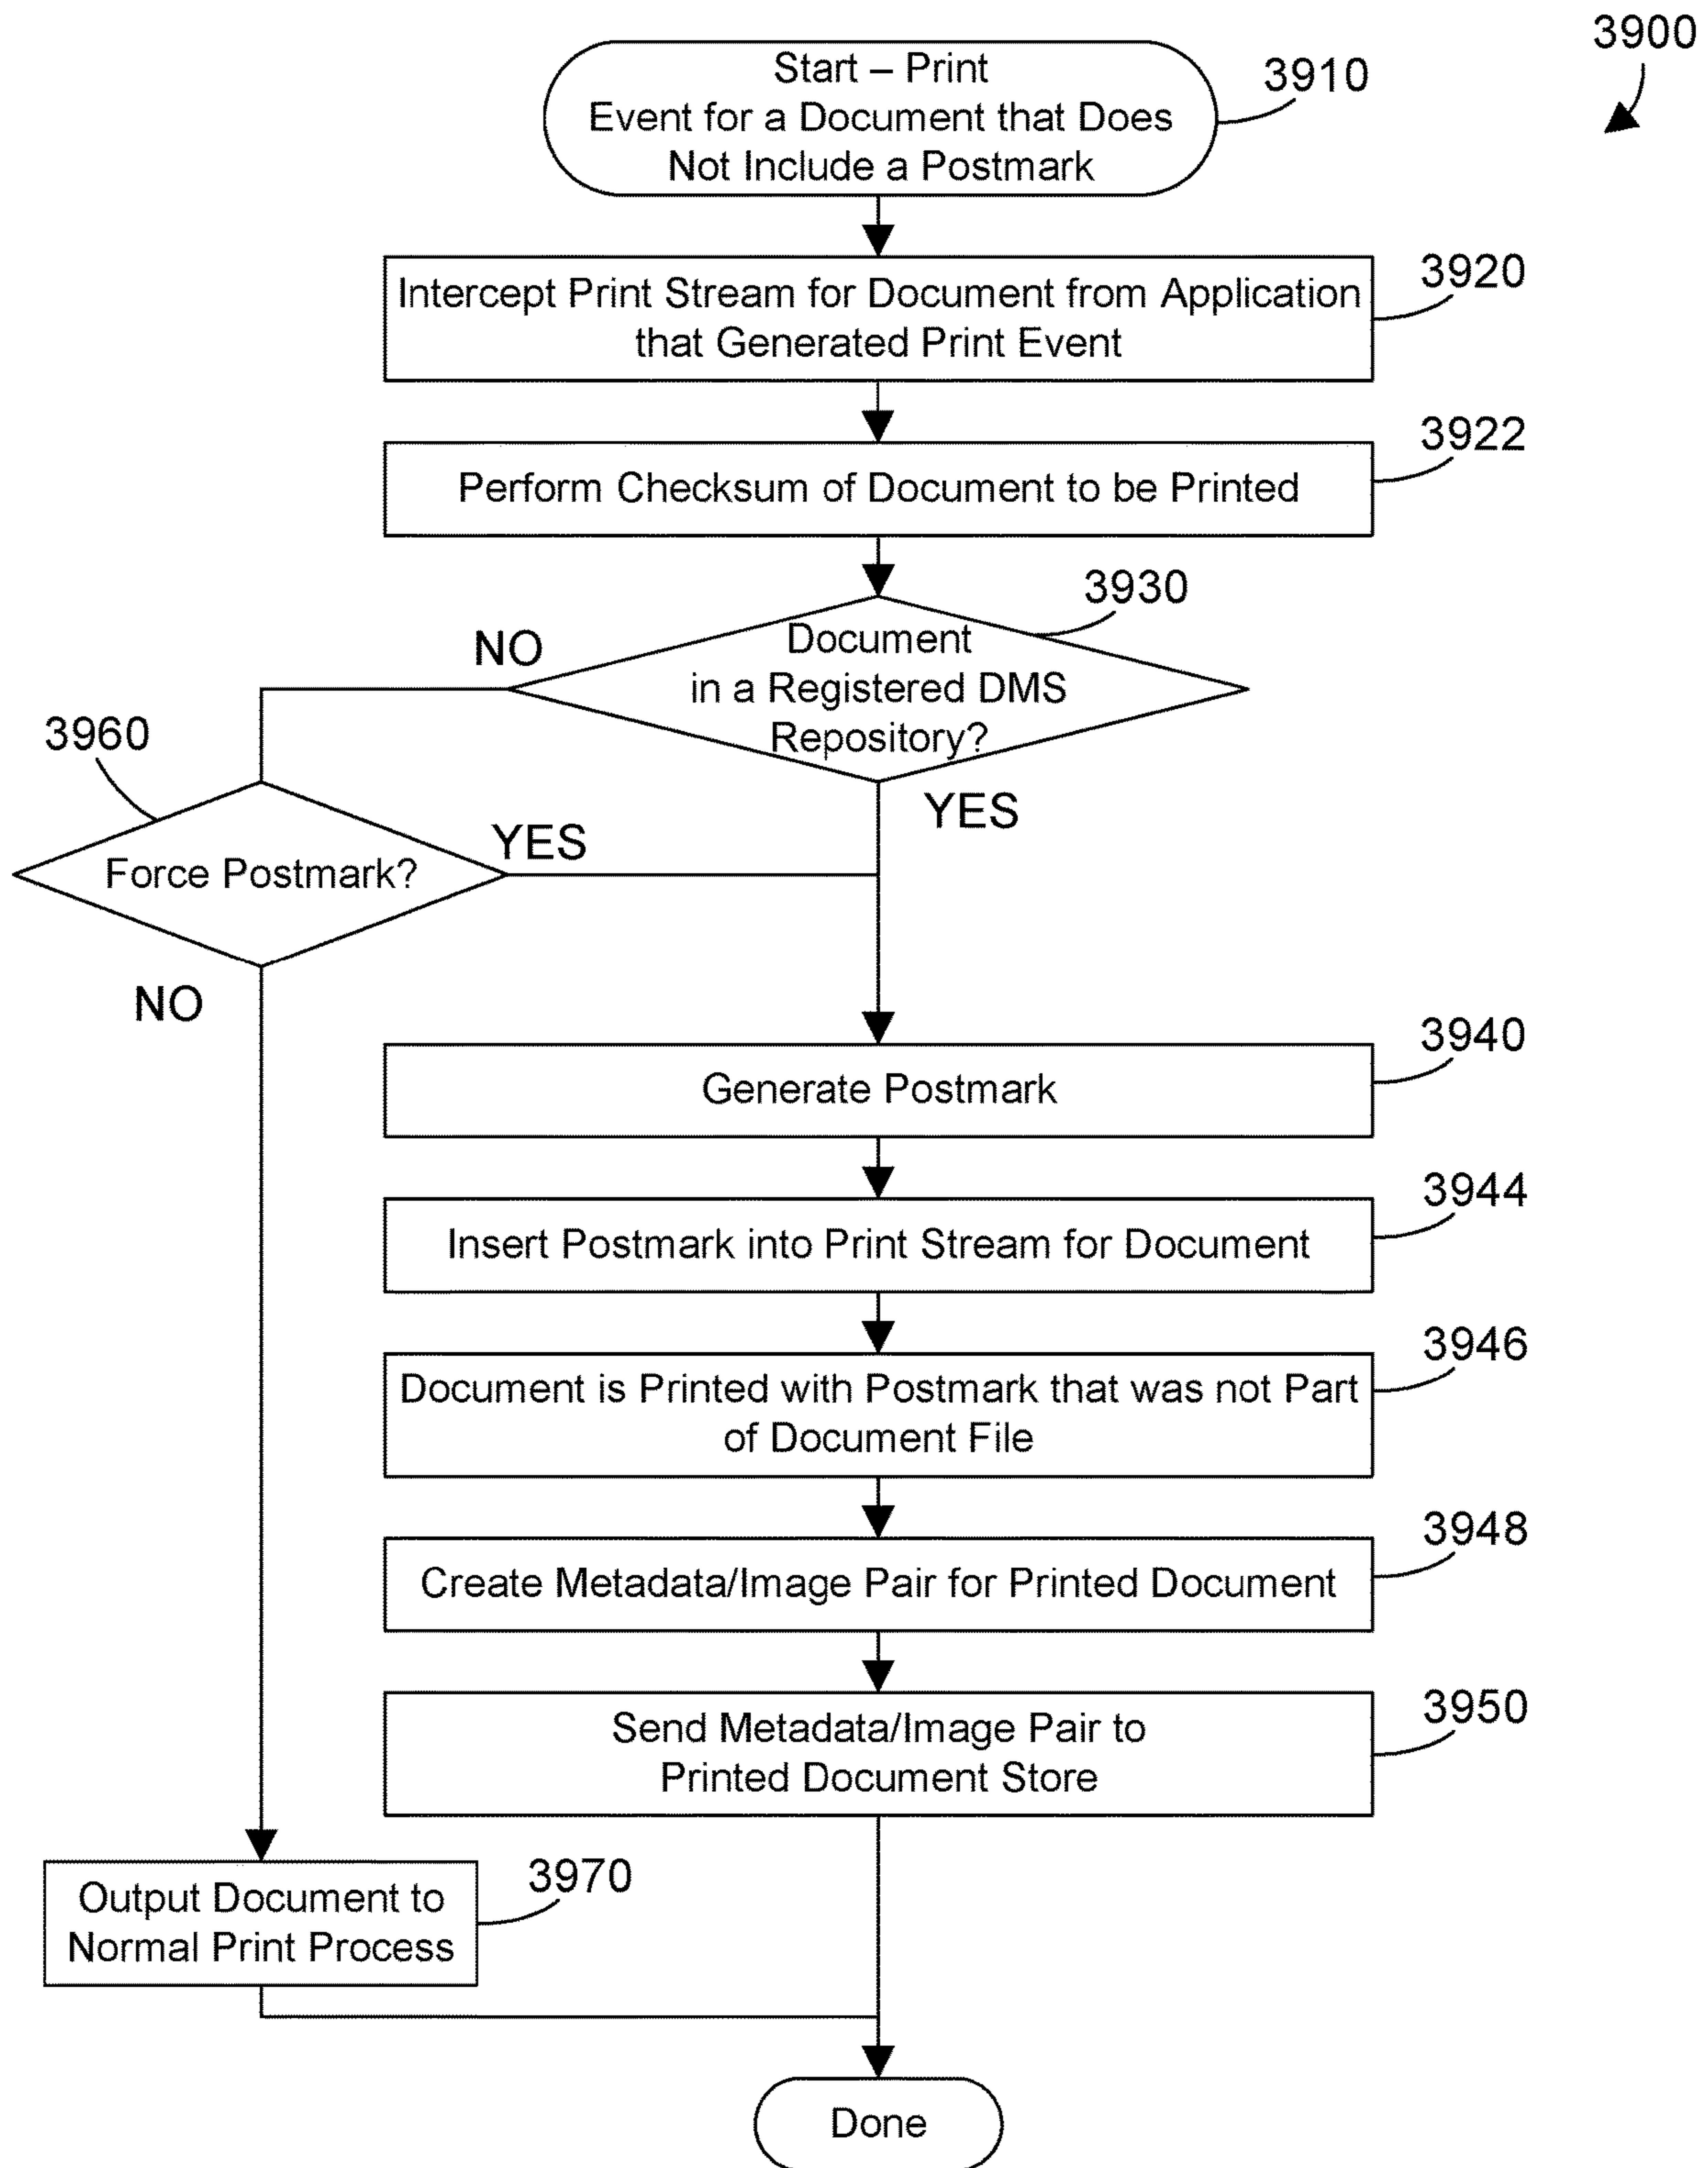 3900
Start – Print
Event for a Document that Does
Not Include a Postmark
3910
Intercept Print Stream for Document from Application
that Generated Print Event
3920
Perform Checksum of Document to be Printed
3922
3930
Document
in a Registered DMS
Repository?
NO
YES
3960
Force Postmark?
YES
NO
Generate Postmark
3940
Insert Postmark into Print Stream for Document
3944
Document is Printed with Postmark that was not Part
of Document File
3946
Create Metadata/Image Pair for Printed Document
3948
Send Metadata/Image Pair to
Printed Document Store
3950
Output Document to
Normal Print Process
3970
Done